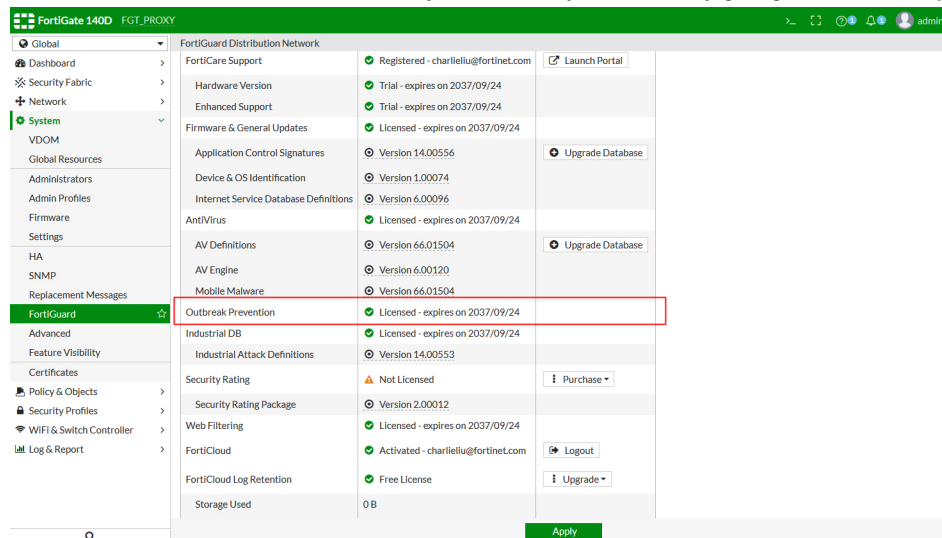 FortiGate 140D FGT_PROXY
>_ 1 1 admin
Global
FortiGuard Distribution Network
Dashboard
Security Fabric
Network
System
VDOM
Global Resources
Administrators
Admin Profiles
Firmware
Settings
HA
SNMP
Replacement Messages
FortiGuard
Advanced
Feature Visibility
Certificates
Policy & Objects
Security Profiles
WiFi & Switch Controller
Log & Report
FortiCare Support Registered - charlieliu@fortinet.com Launch Portal
Hardware Version Trial - expires on 2037/09/24
Enhanced Support Trial - expires on 2037/09/24
Firmware & General Updates Licensed - expires on 2037/09/24
Application Control Signatures Version 14.00556 Upgrade Database
Device & OS Identification Version 1.00074
Internet Service Database Definitions Version 6.00096
AntiVirus Licensed - expires on 2037/09/24
AV Definitions Version 66.01504 Upgrade Database
AV Engine Version 6.00120
Mobile Malware Version 66.01504
Outbreak Prevention Licensed - expires on 2037/09/24
Industrial DB Licensed - expires on 2037/09/24
Industrial Attack Definitions Version 14.00553
Security Rating Not Licensed Purchase
Security Rating Package Version 2.00012
Web Filtering Licensed - expires on 2037/09/24
FortiCloud Activated - charlieliu@fortinet.com Logout
FortiCloud Log Retention Free License Upgrade
Storage Used 0 B
Apply